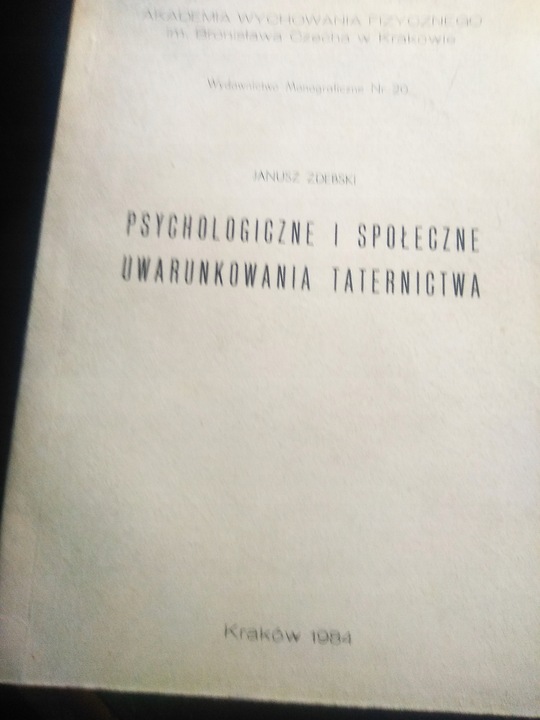 AKADEMIA WYCHOWANIA FIZYCZNEGO
im. Bronisława Czecha w Krakowie
Wydawnictwo Monograficzne Nr 20
JANUSZ ZDEBSKI
PSYCHOLOGICZNE I SPOŁECZNE
UWARUNKOWANIA TATERNICTWA
Kraków 1984